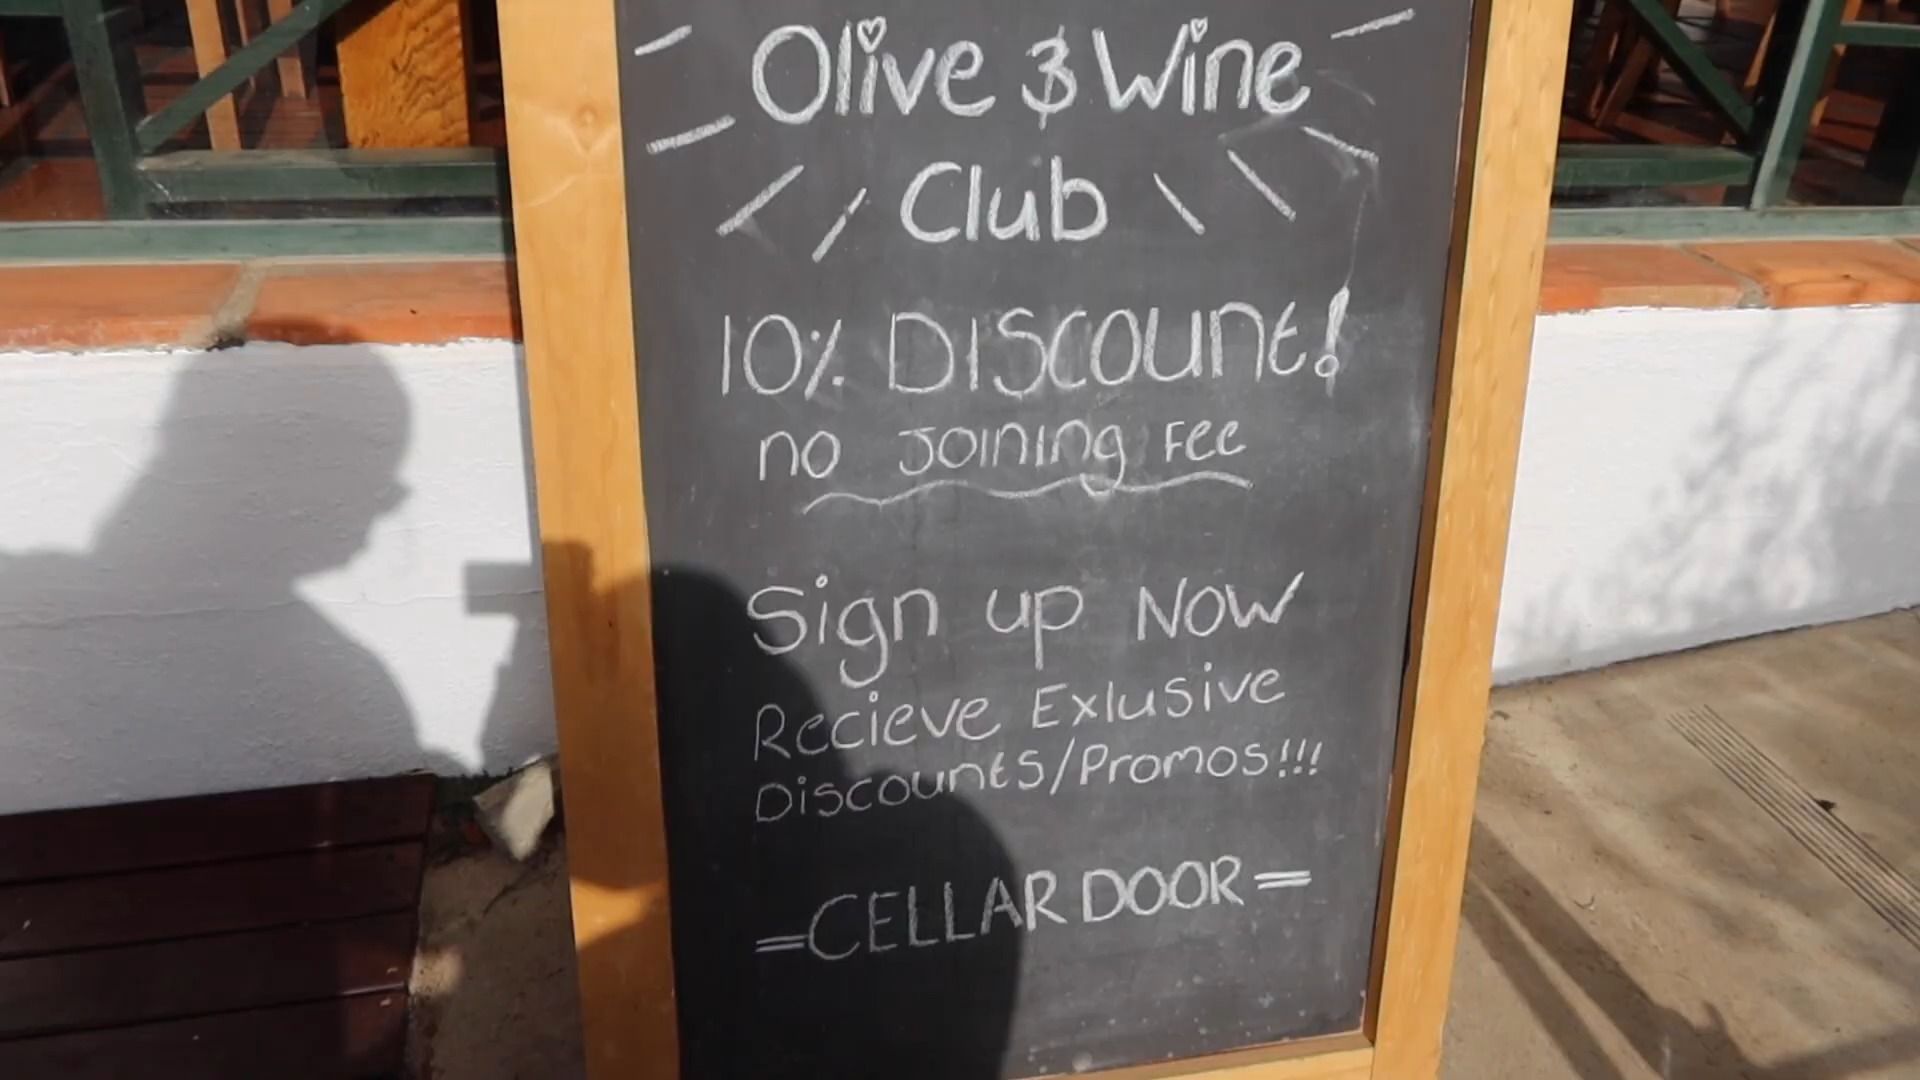 Olive & Wine
Club
10% DISCOUNT!
no JOINING FEE
Sign up NOW
RECIEVE EXLUSIVE
DISCOUNTS/PROMOS!!!
=CELLAR DOOR=